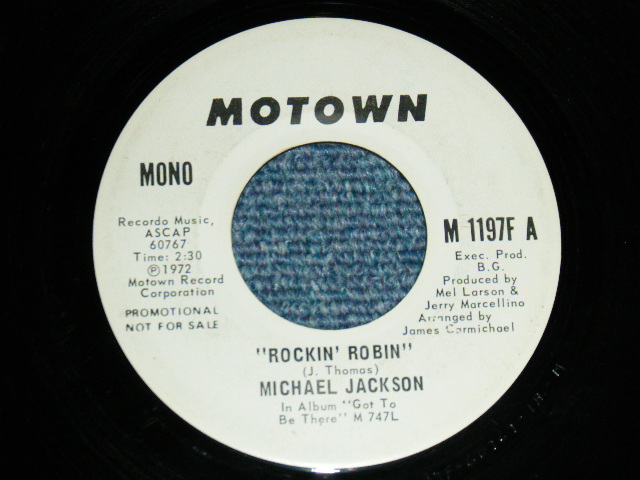 MOTOWN
MONO
Recordo Music,
ASCAP
60767
Time: 2:30
Ⓟ1972
Motown Record
Corporation
PROMOTIONAL
NOT FOR SALE
M 1197F A
Exec. Prod.
B.G.
Produced by
Mel Larson &
Jerry Marcellino
Arranged by
James Carmichael
"ROCKIN' ROBIN"
(J. Thomas)
MICHAEL JACKSON
In Album "Got To
Be There" M 747L